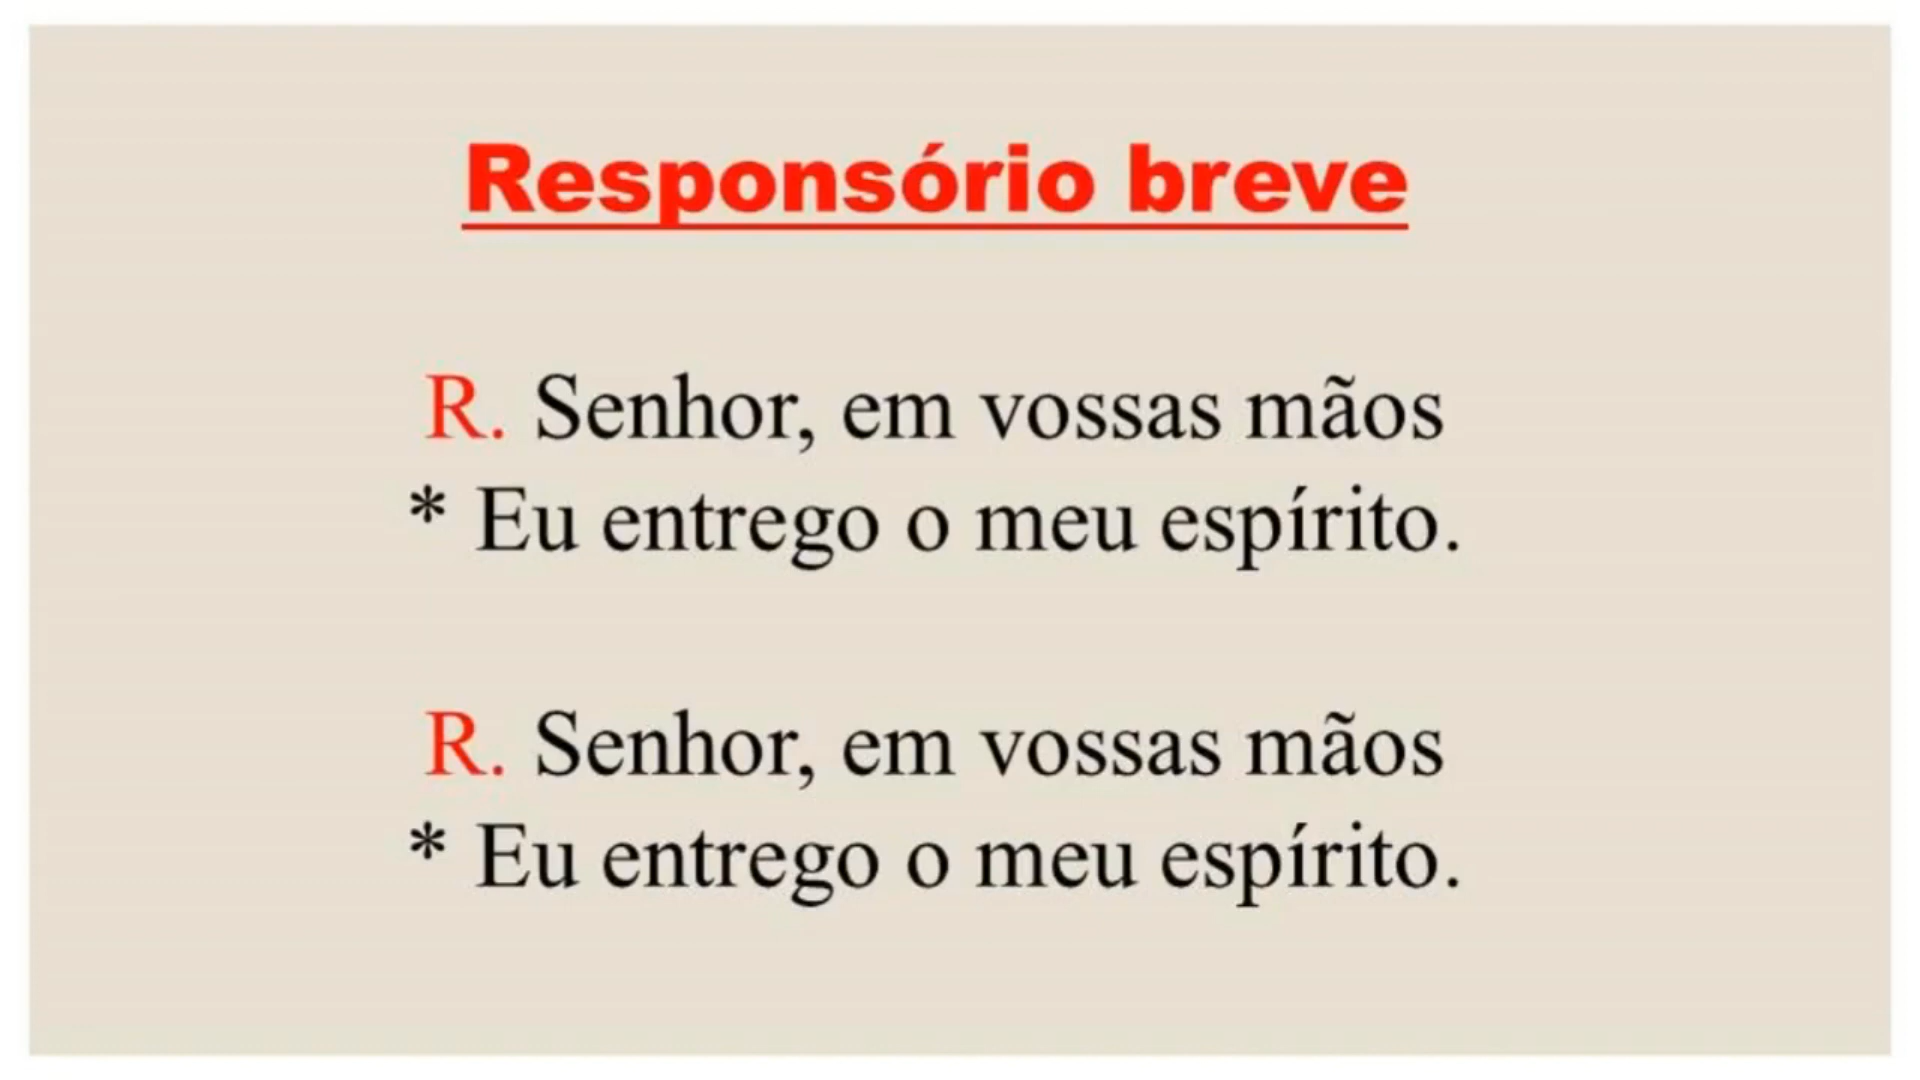 Responsório breve
R. Senhor, em vossas mãos
* Eu entrego o meu espírito.
R. Senhor, em vossas mãos
* Eu entrego o meu espírito.